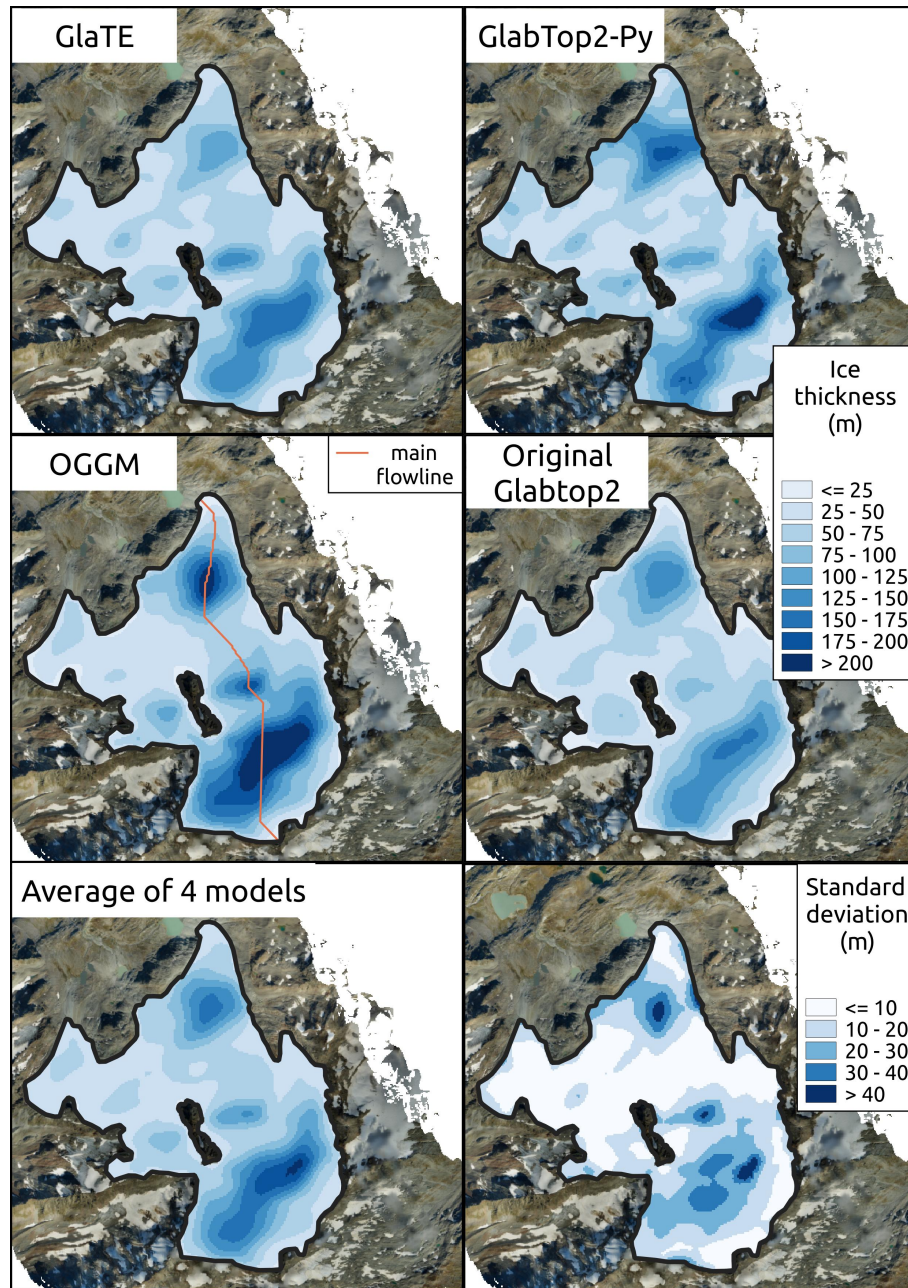 GlaTE
GlabTop2-Py
Ice
thickness
(m)
<= 25
25 - 50
50 - 75
75 - 100
100 - 125
125 - 150
150 - 175
175 - 200
> 200
OGGM
main
flowline
Original
Glabtop2
Average of 4 models
Standard
deviation
(m)
<= 10
10 - 20
20 - 30
30 - 40
> 40